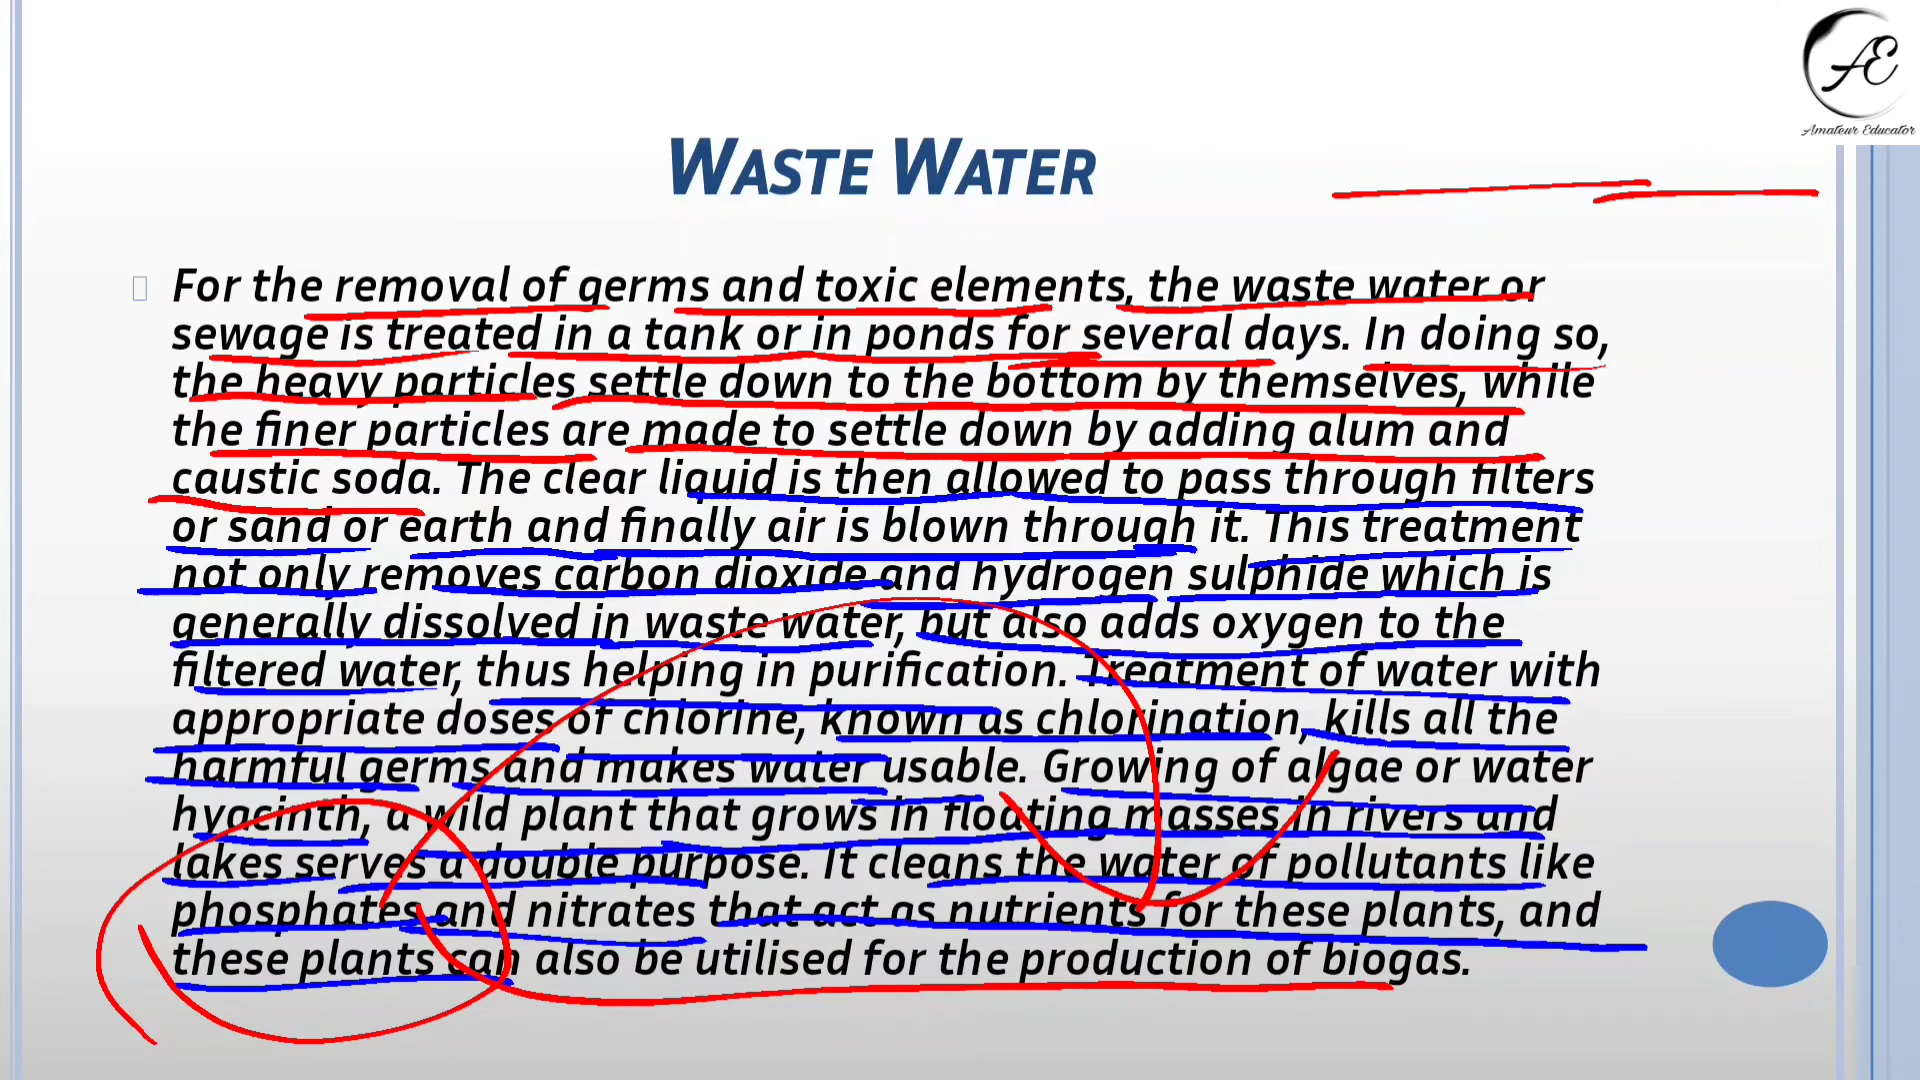 AE
Amateur Educator
WASTE WATER
For the removal of germs and toxic elements, the waste water or
sewage is treated in a tank or in ponds for several days. In doing so,
the heavy particles settle down to the bottom by themselves, while
the finer particles are made to settle down by adding alum and
caustic soda. The clear liquid is then allowed to pass through filters
or sand or earth and finally air is blown through it. This treatment
not only removes carbon dioxide and hydrogen sulphide which is
generally dissolved in waste water, but also adds oxygen to the
filtered water, thus helping in purification. Treatment of water with
appropriate doses of chlorine, known as chlorination, kills all the
harmful germs and makes water usable. Growing of algae or water
hyacinth, a wild plant that grows in floating masses in rivers and
lakes serves a double purpose. It cleans the water of pollutants like
phosphates and nitrates that act as nutrients for these plants, and
these plants can also be utilised for the production of biogas.